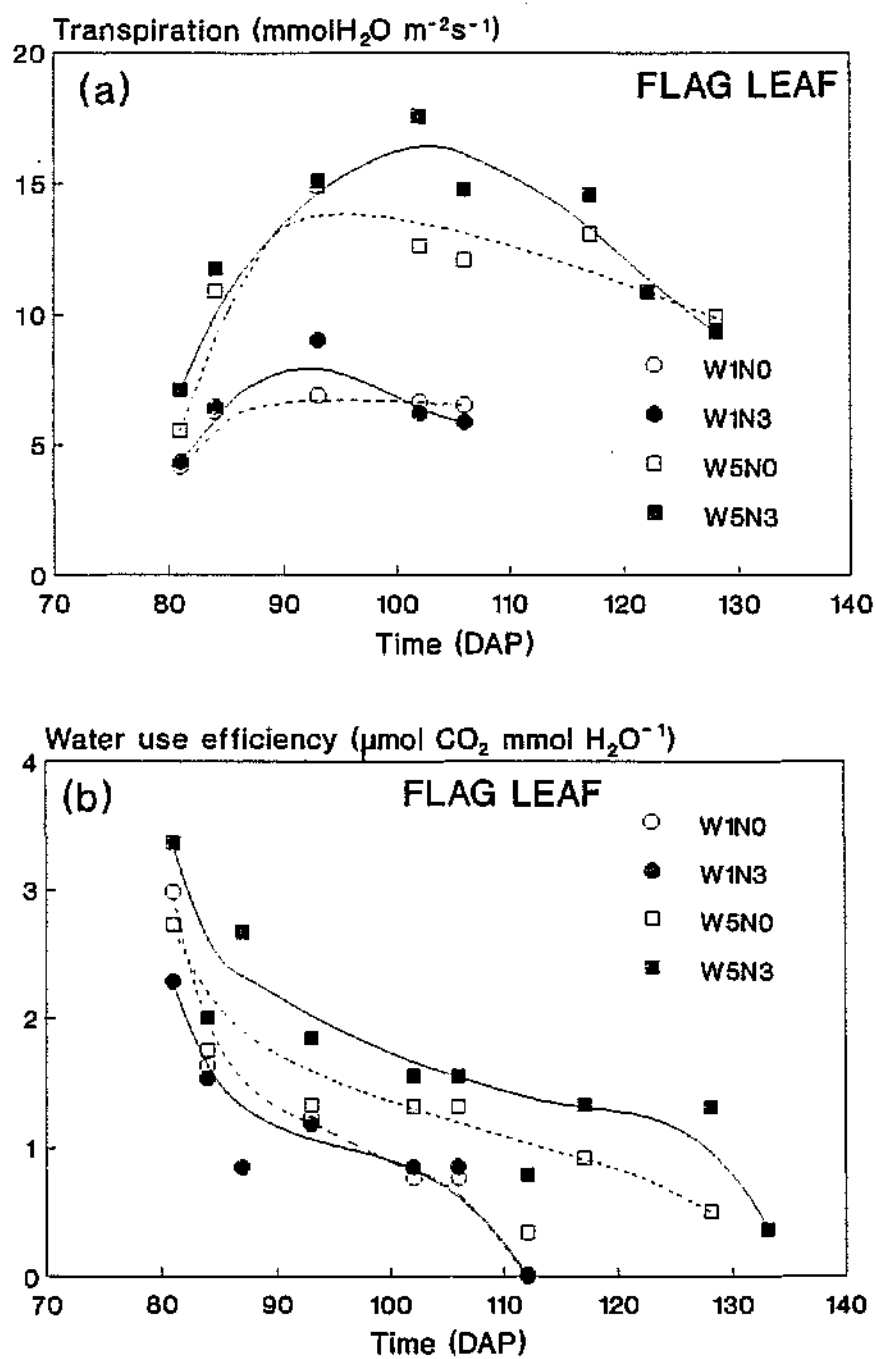 Transpiration (mmolH₂O m⁻²s⁻¹)
20
(a)
FLAG LEAF
15
10
W1N0
W1N3
5
W5N0
W5N3
0
70 80 90 100 110 120 130 140
Time (DAP)
Water use efficiency (μmol CO₂ mmol H₂O⁻¹)
4
(b)
FLAG LEAF
W1N0
W1N3
3
W5N0
W5N3
2
1
0
70 80 90 100 110 120 130 140
Time (DAP)